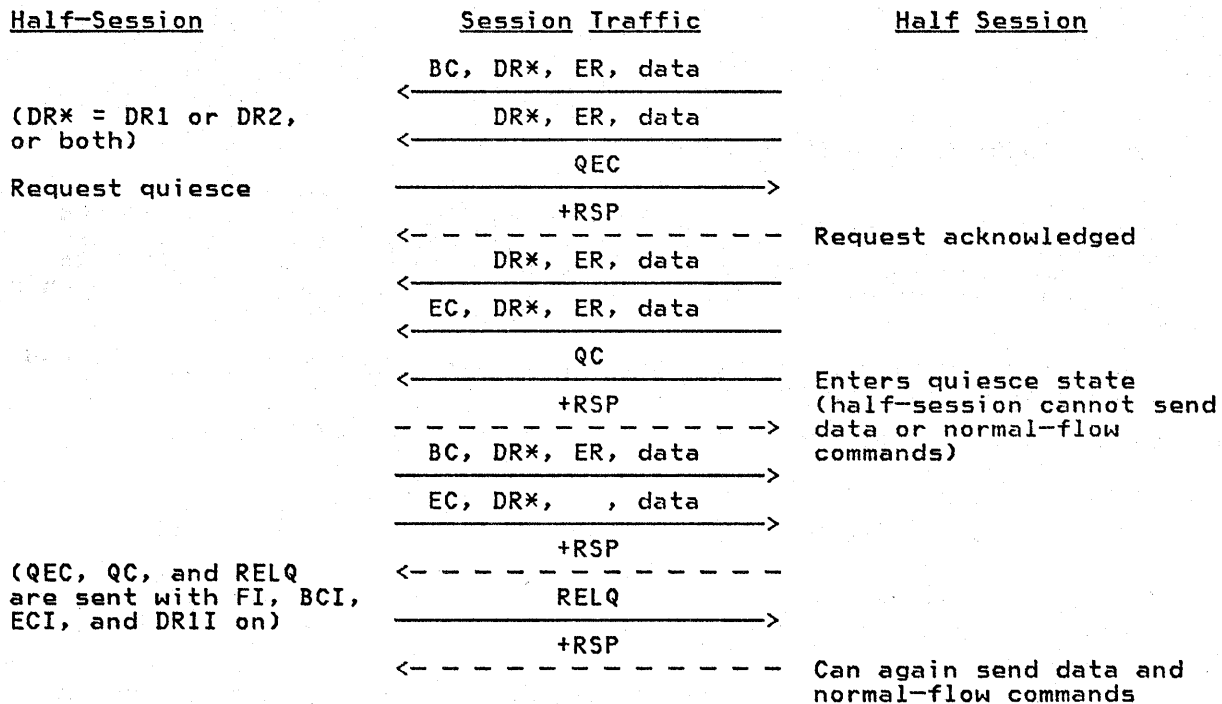 Half-Session Session Traffic Half Session
BC, DR*, ER, data
(DR* = DR1 or DR2,
or both)
DR*, ER, data
QEC
Request quiesce
+RSP
Request acknowledged
DR*, ER, data
EC, DR*, ER, data
QC
Enters quiesce state
(half-session cannot send
data or normal-flow
commands)
+RSP
BC, DR*, ER, data
EC, DR*, , data
+RSP
(QEC, QC, and RELQ
are sent with FI, BCI,
ECI, and DR1I on)
RELQ
+RSP
Can again send data and
normal-flow commands